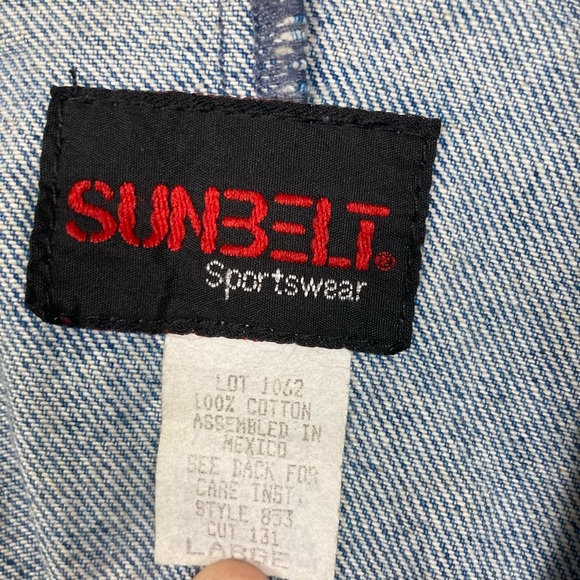 SUNBELT®
Sportswear
LOT 1062
100% COTTON
ASSEMBLED IN
MEXICO
SEE BACK FOR
CARE INST.
STYLE 853
CUT 131
LARGE